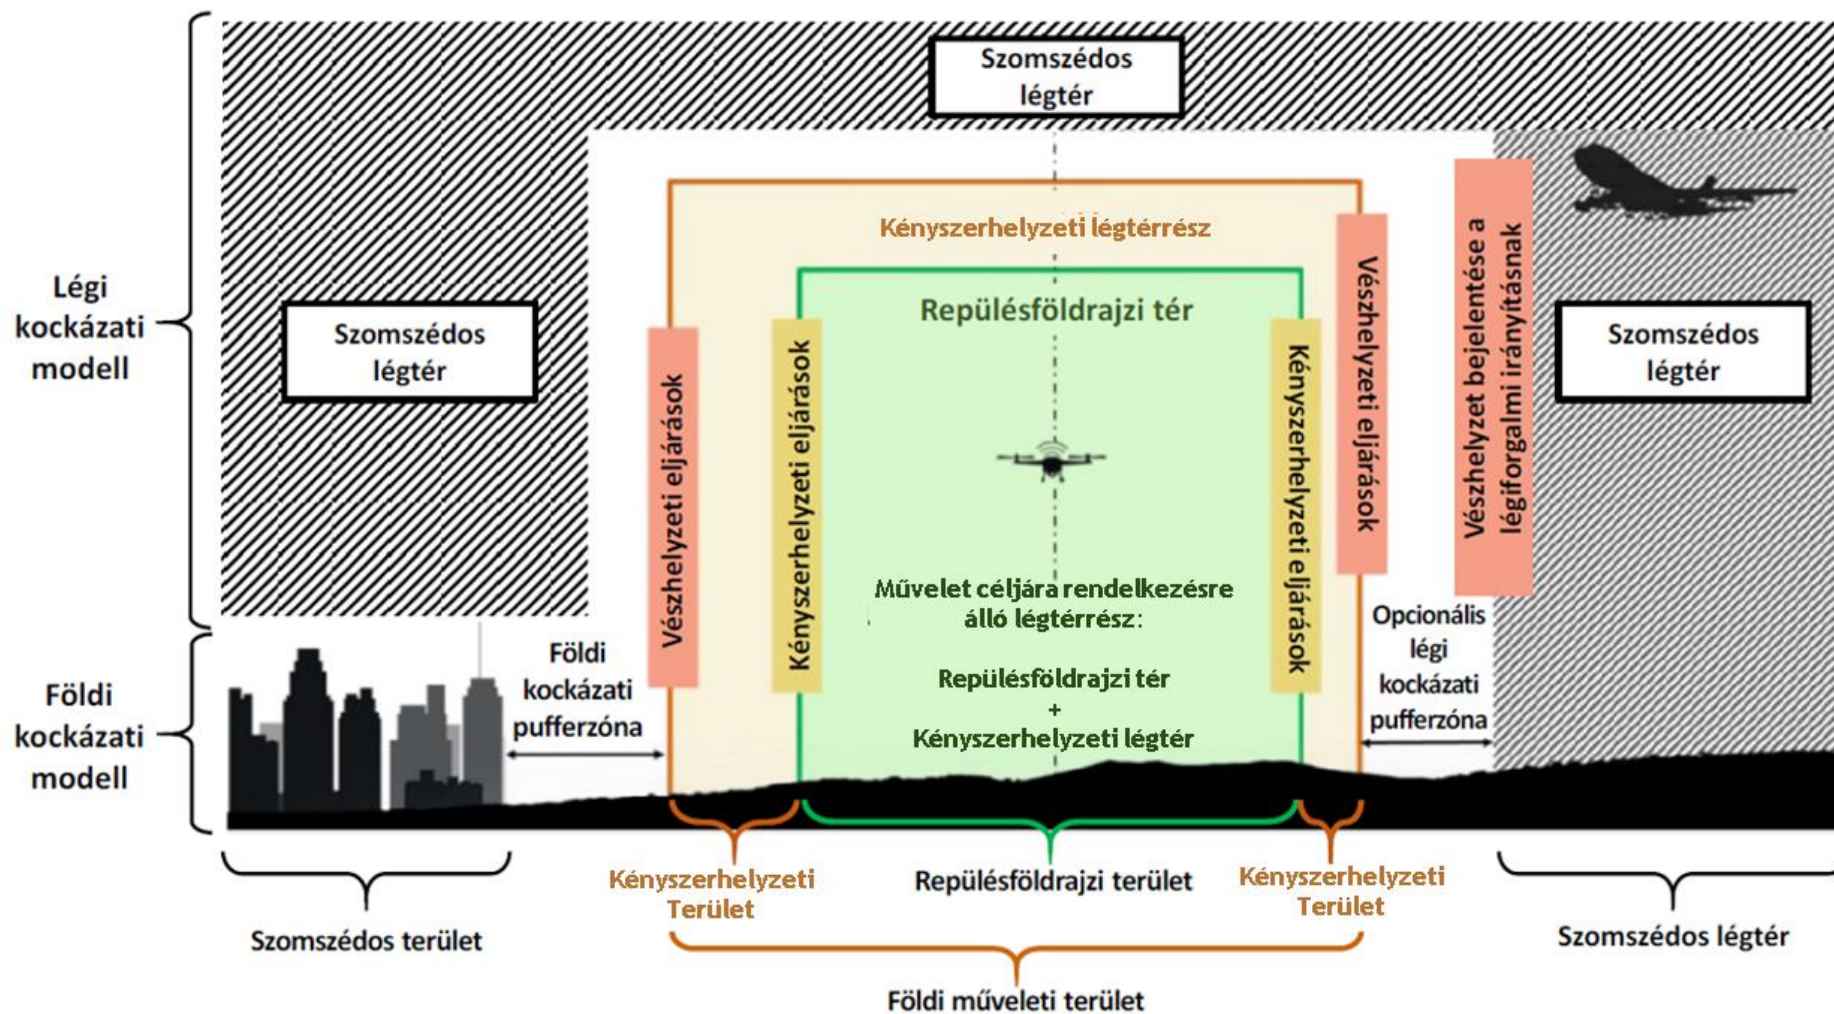 Szomszédos
légtér
Légi
kockázati
modell
Szomszédos
légtér
Kényszerhelyzeti légtérrész
Repülésföldrajzi tér
Vészhelyzeti eljárások
Kényszerhelyzeti eljárások
Kényszerhelyzeti eljárások
Vészhelyzeti eljárások
Vészhelyzet bejelentése a
légiforgalmi irányításnak
Szomszédos
légtér
Művelet céljára rendelkezésre
álló légtérrész:
Repülésföldrajzi tér
+
Kényszerhelyzeti légtér
Földi
kockázati
modell
Földi
kockázati
pufferzóna
Opcionális
légi
kockázati
pufferzóna
Szomszédos terület
Kényszerhelyzeti
Terület
Repülésföldrajzi terület
Kényszerhelyzeti
Terület
Szomszédos légtér
Földi műveleti terület